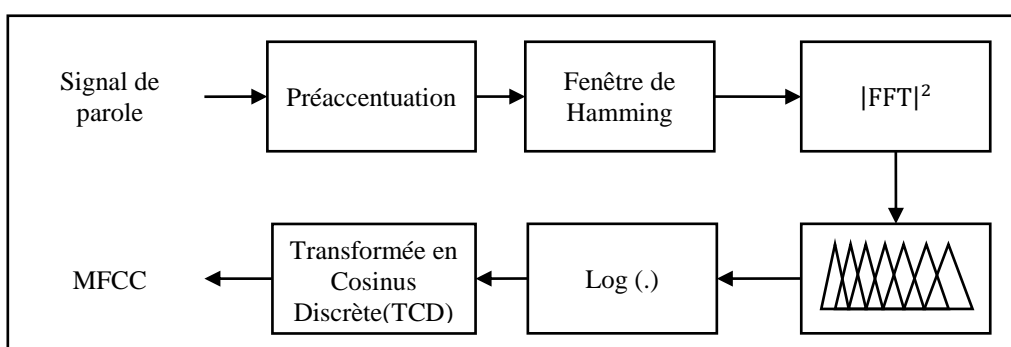 Signal de
parole
Préaccentuation
Fenêtre de
Hamming
|FFT|²
MFCC
Transformée en
Cosinus
Discrète(TCD)
Log (.)